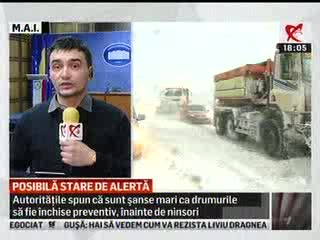 M.A.I.
18:05
POSIBILĂ STARE DE ALERTĂ
Autoritățile spun că sunt șanse mari ca drumurile
să fie închise preventiv, înainte de ninsori
EGOCIAT
GUȘĂ: HAI SĂ VEDEM CUM VA REZISTA LIVIU DRAGNEA